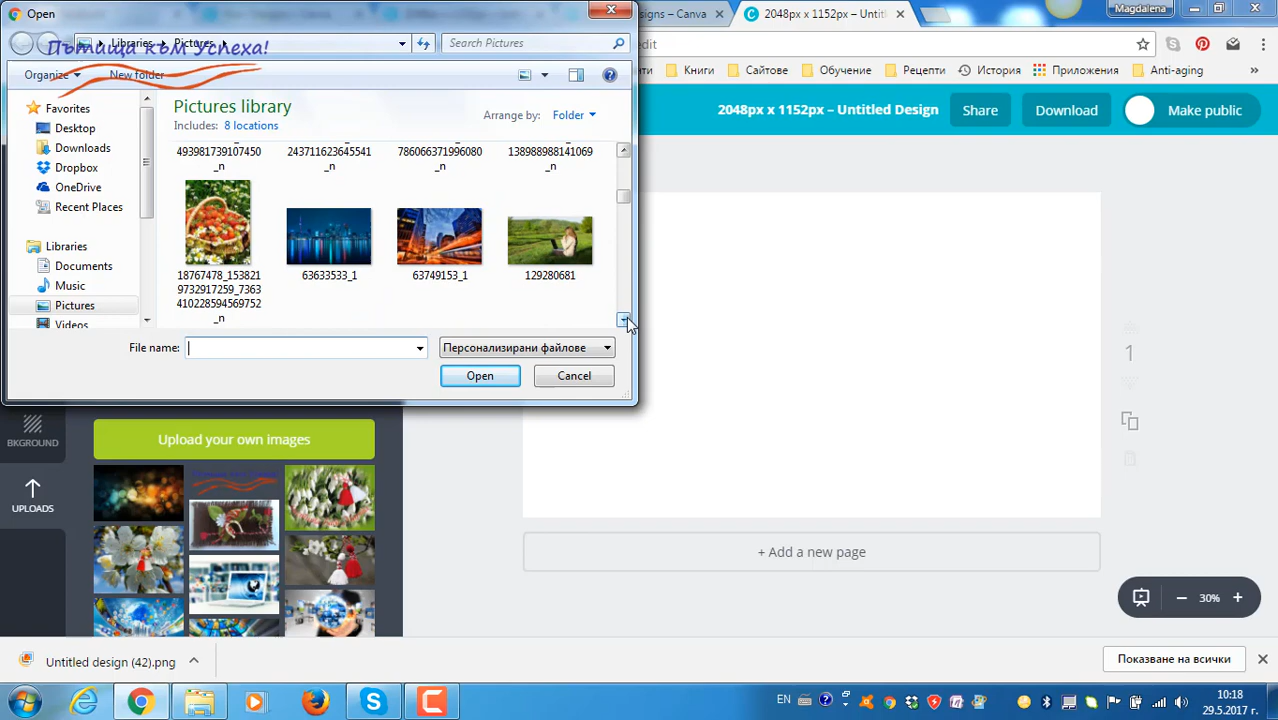 Open
Libraries
Pictures
Search Pictures
Пътища към Успеха!
Organize
New folder
Favorites
Desktop
Downloads
Dropbox
OneDrive
Recent Places
Libraries
Documents
Music
Pictures
Videos
Pictures library
Includes: 8 locations
Arrange by: Folder
493981739107450
_n
243711623645541
_n
786066371996080
_n
138988988141069
_n
18767478_153821
9732917259_7363
410228594569752
_n
63633533_1
63749153_1
129280681
File name:
Персонализирани файлове
Open
Cancel
signs – Canva
2048px x 1152px – Unti
Magdalena
edit
Книги
Сайтове
Обучение
Рецепти
История
Приложения
Anti-aging
2048px x 1152px – Untitled Design
Share
Download
Make public
1
+ Add a new page
30%
BKGROUND
UPLOADS
Upload your own images
Untitled design (42).png
Показване на всички
EN
10:18
29.5.2017 г.